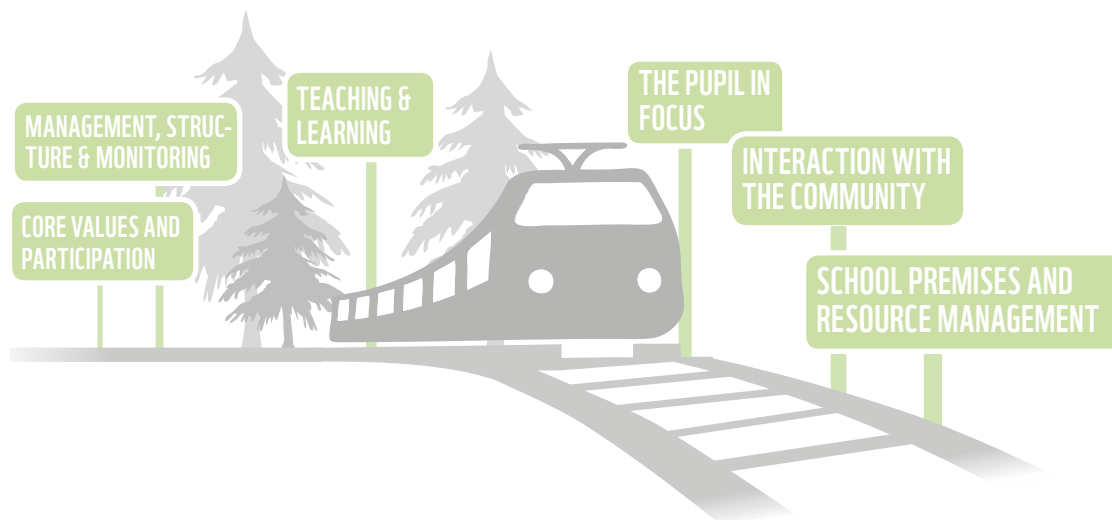 MANAGEMENT, STRUC-
TURE & MONITORING
CORE VALUES AND
PARTICIPATION
TEACHING &
LEARNING
THE PUPIL IN
FOCUS
INTERACTION WITH
THE COMMUNITY
SCHOOL PREMISES AND
RESOURCE MANAGEMENT